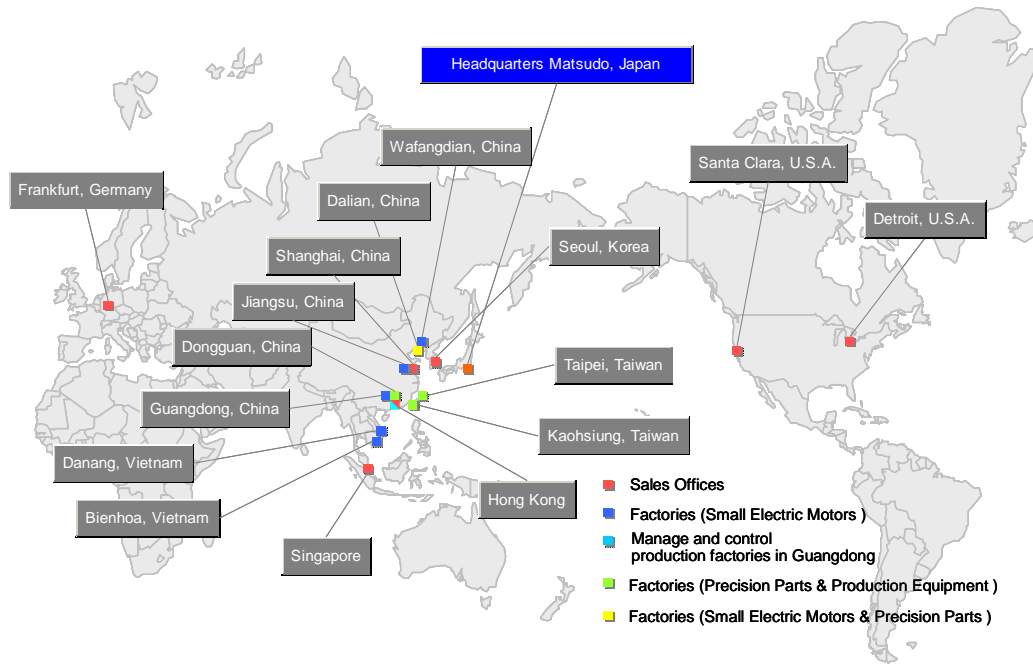 Headquarters Matsudo, Japan
Wafangdian, China
Santa Clara, U.S.A.
Frankfurt, Germany
Dalian, China
Detroit, U.S.A.
Shanghai, China
Seoul, Korea
Jiangsu, China
Dongguan, China
Taipei, Taiwan
Guangdong, China
Kaohsiung, Taiwan
Danang, Vietnam
Hong Kong
Bienhoa, Vietnam
Singapore
Sales Offices
Factories (Small Electric Motors )
Manage and control
production factories in Guangdong
Factories (Precision Parts & Production Equipment )
Factories (Small Electric Motors & Precision Parts )